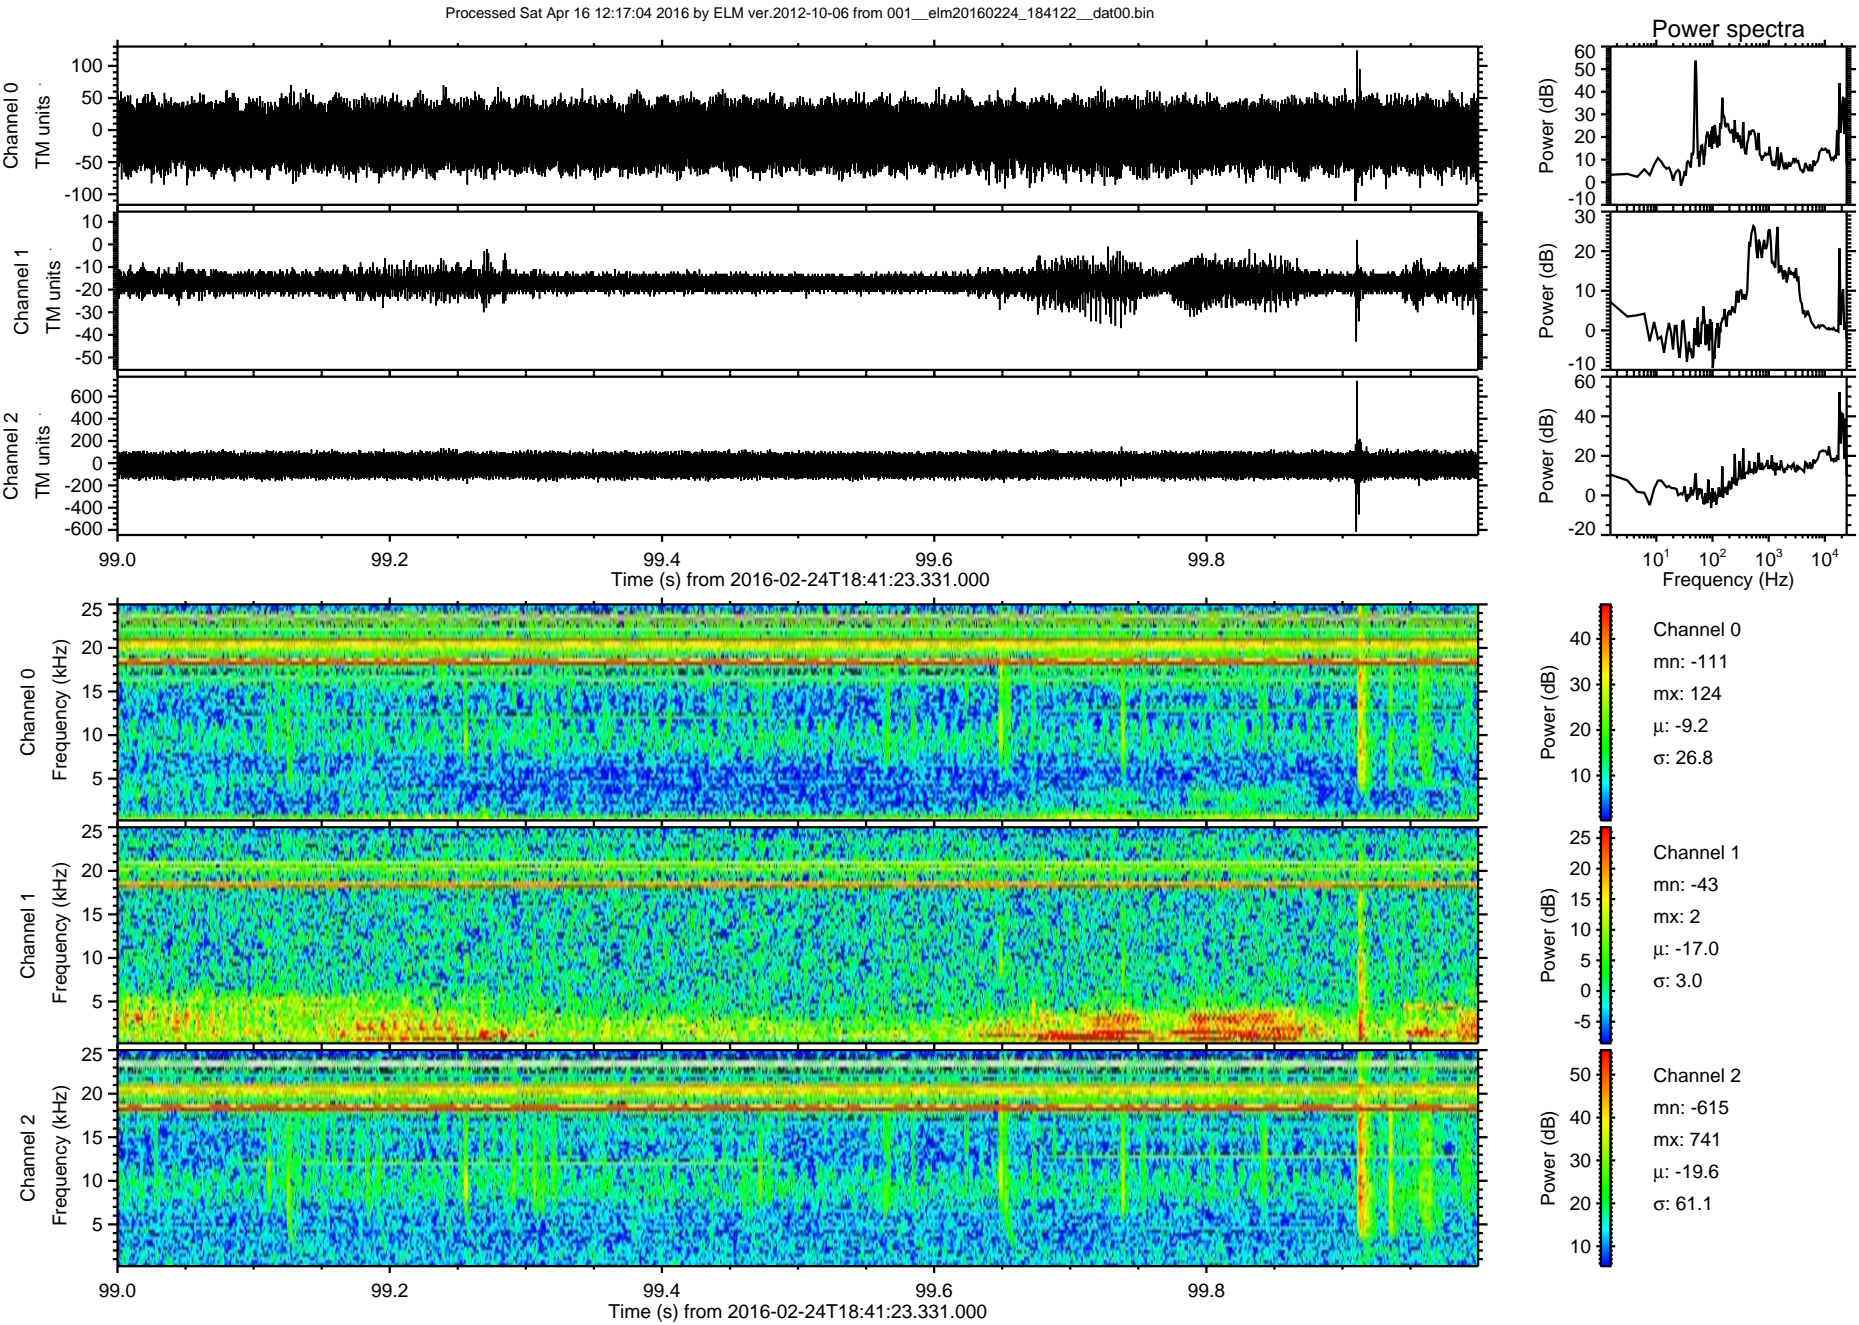 Processed Sat Apr 16 12:17:04 2016 by ELM ver.2012-10-06 from 001__elm20160224_184122__dat00.bin
Power spectra
Channel 0
TM units
100
50
0
-50
-100
Power (dB)
60
50
40
30
20
10
0
-10
Channel 1
TM units
10
0
-10
-20
-30
-40
-50
Power (dB)
30
20
10
0
-10
Channel 2
TM units
600
400
200
0
-200
-400
-600
Power (dB)
60
40
20
0
-20
99.0 99.2 99.4 99.6 99.8
Time (s) from 2016-02-24T18:41:23.331.000
10^1 10^2 10^3 10^4
Frequency (Hz)
Channel 0
Frequency (kHz)
25
20
15
10
5
Power (dB)
40
30
20
10
Channel 0
mn: -111
mx: 124
μ: -9.2
σ: 26.8
Channel 1
Frequency (kHz)
25
20
15
10
5
Power (dB)
25
20
15
10
5
0
-5
Channel 1
mn: -43
mx: 2
μ: -17.0
σ: 3.0
Channel 2
Frequency (kHz)
25
20
15
10
5
Power (dB)
50
40
30
20
10
Channel 2
mn: -615
mx: 741
μ: -19.6
σ: 61.1
99.0 99.2 99.4 99.6 99.8
Time (s) from 2016-02-24T18:41:23.331.000